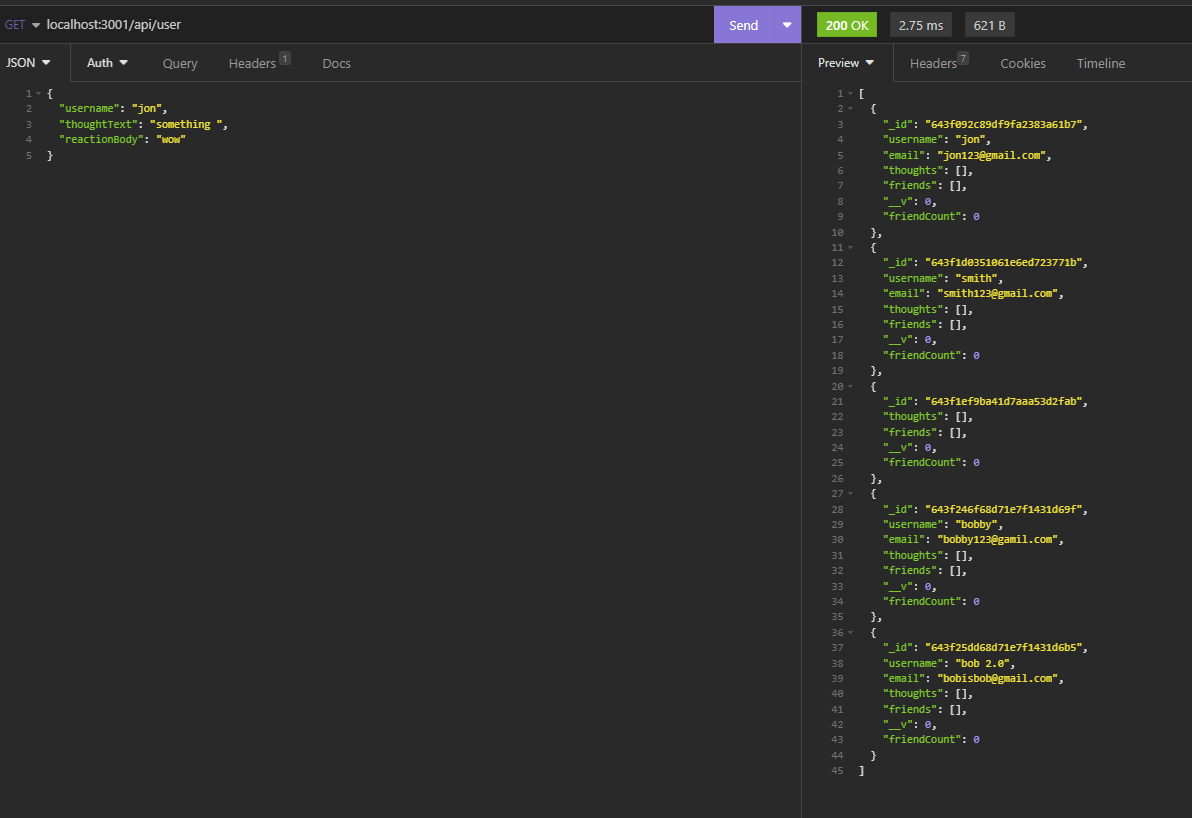 GET localhost:3001/api/user Send 200 OK 2.75 ms 621 B
JSON Auth Query Headers 1 Docs Preview Headers 7 Cookies Timeline
1 {
2 "username": "jon",
3 "thoughtText": "something ",
4 "reactionBody": "wow"
5 }
1 [
2 {
3 "_id": "643f092c89df9fa2383a61b7",
4 "username": "jon",
5 "email": "jon123@gmail.com",
6 "thoughts": [],
7 "friends": [],
8 "__v": 0,
9 "friendCount": 0
10 },
11 {
12 "_id": "643f1d0351061e6ed723771b",
13 "username": "smith",
14 "email": "smith123@gmail.com",
15 "thoughts": [],
16 "friends": [],
17 "__v": 0,
18 "friendCount": 0
19 },
20 {
21 "_id": "643f1ef9ba41d7aaa53d2fab",
22 "thoughts": [],
23 "friends": [],
24 "__v": 0,
25 "friendCount": 0
26 },
27 {
28 "_id": "643f246f68d71e7f1431d69f",
29 "username": "bobby",
30 "email": "bobby123@gamil.com",
31 "thoughts": [],
32 "friends": [],
33 "__v": 0,
34 "friendCount": 0
35 },
36 {
37 "_id": "643f25dd68d71e7f1431d6b5",
38 "username": "bob 2.0",
39 "email": "bobisbob@gmail.com",
40 "thoughts": [],
41 "friends": [],
42 "__v": 0,
43 "friendCount": 0
44 }
45 ]